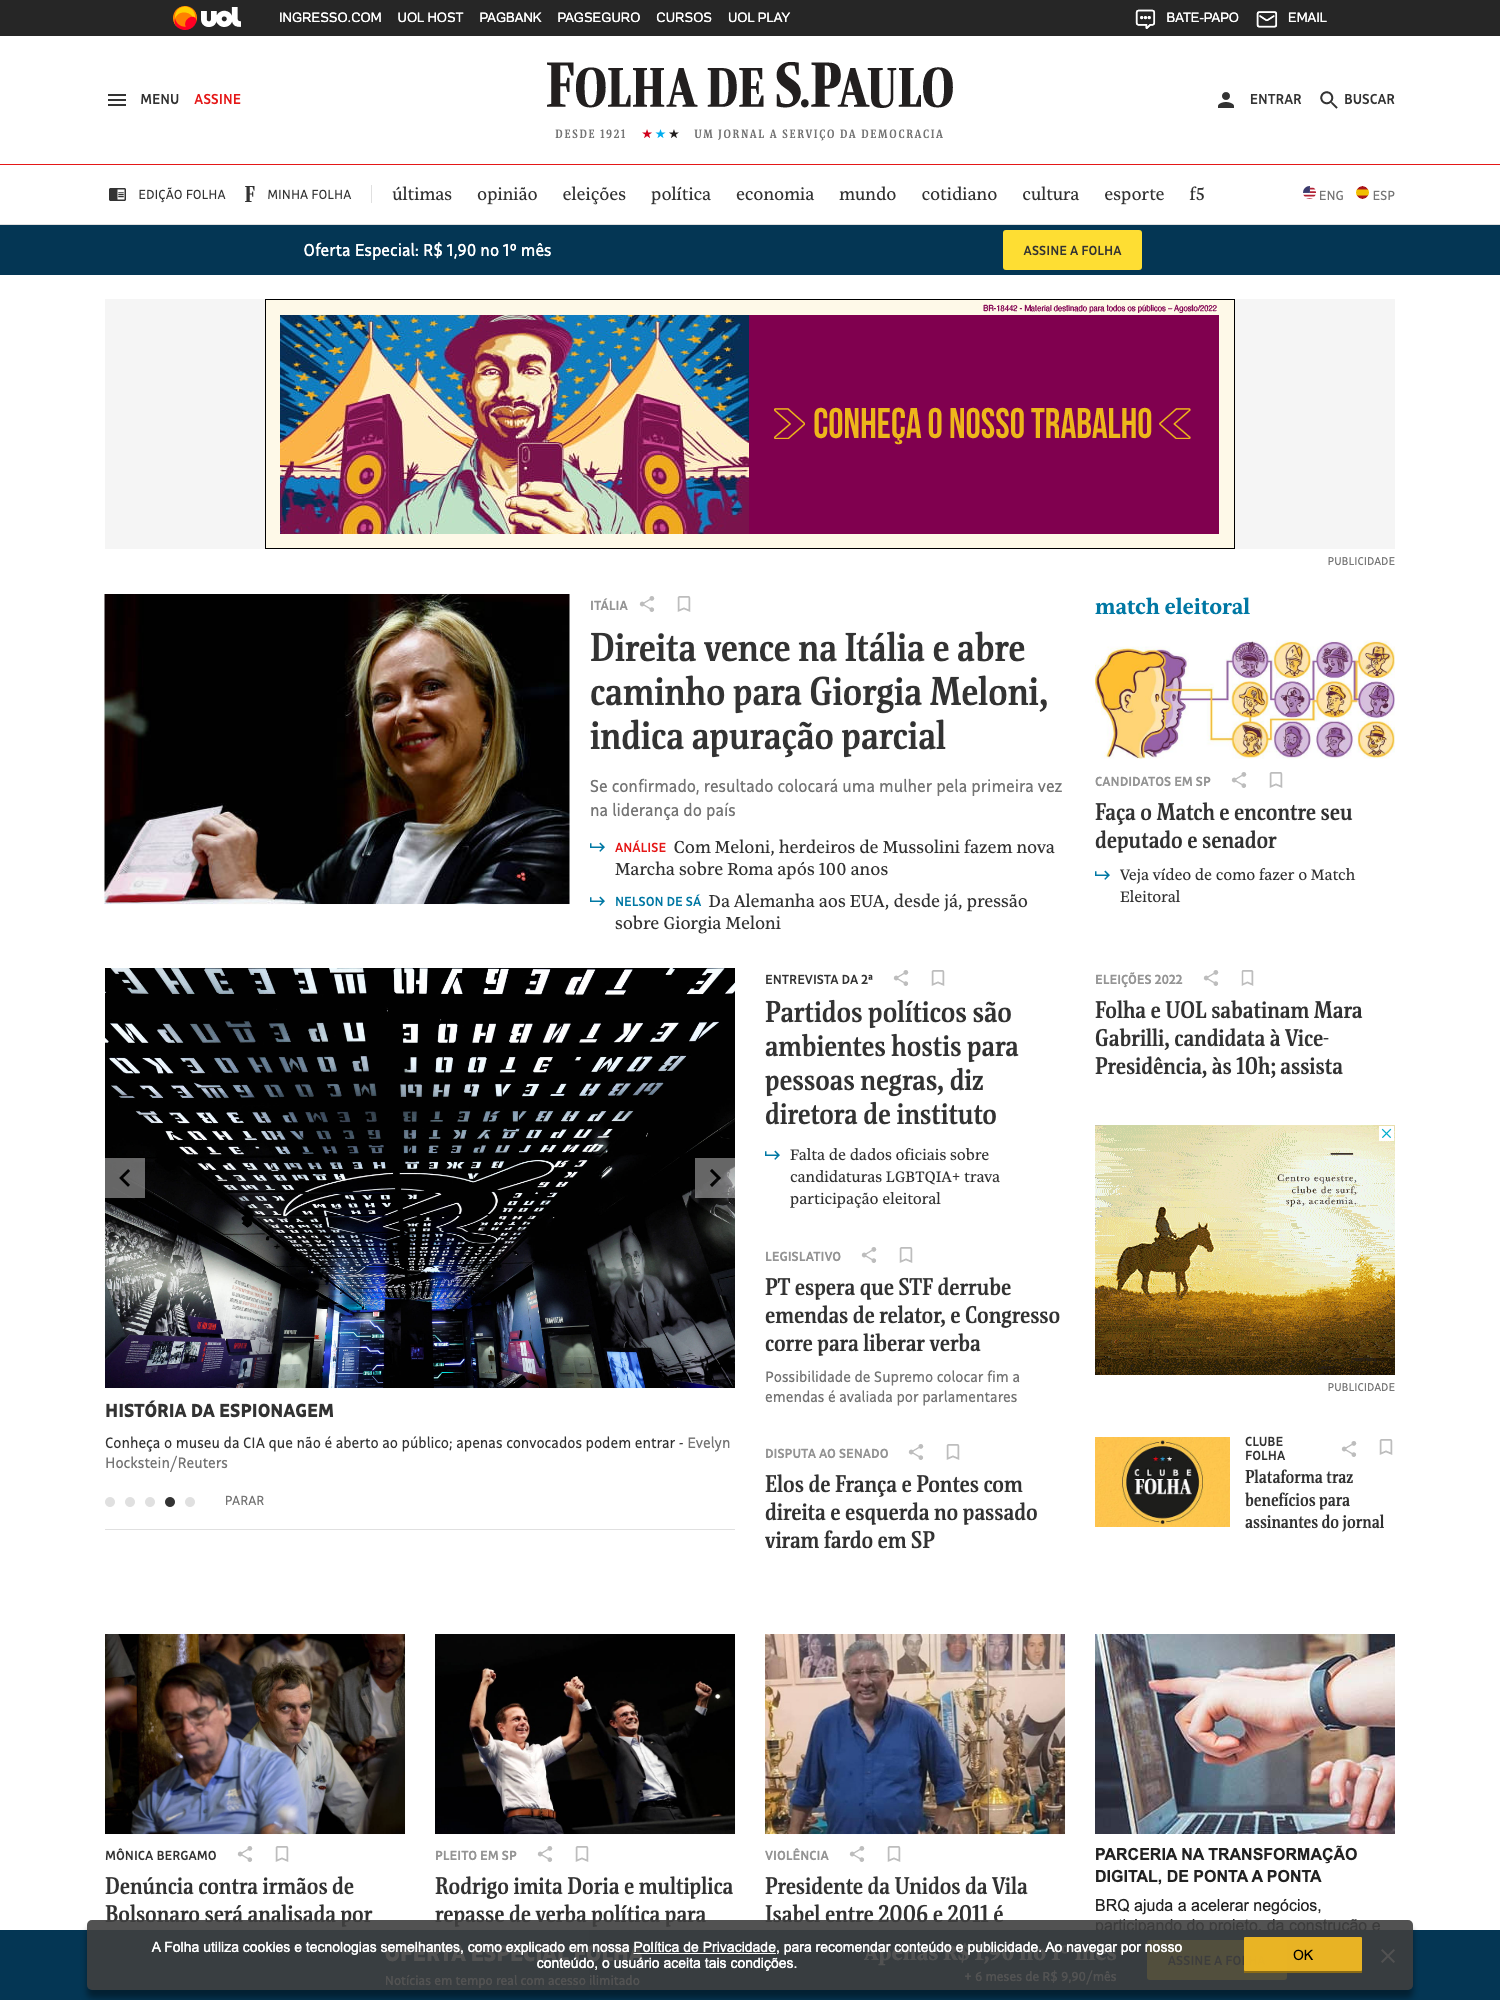 uol INGRESSO.COM UOL HOST PAGBANK PAGSEGURO CURSOS UOL PLAY BATE-PAPO EMAIL
MENU ASSINE
FOLHA DE S.PAULO
DESDE 1921 UM JORNAL A SERVIÇO DA DEMOCRACIA
ENTRAR BUSCAR
EDIÇÃO FOLHA F MINHA FOLHA últimas opinião eleições política economia mundo cotidiano cultura esporte f5 ENG ESP
Oferta Especial: R$ 1,90 no 1º mês ASSINE A FOLHA
BR-18442 - Material destinado para todos os públicos – Agosto/2022
CONHEÇA O NOSSO TRABALHO
PUBLICIDADE
ITÁLIA
Direita vence na Itália e abre
caminho para Giorgia Meloni,
indica apuração parcial
Se confirmado, resultado colocará uma mulher pela primeira vez
na liderança do país
ANÁLISE Com Meloni, herdeiros de Mussolini fazem nova
Marcha sobre Roma após 100 anos
NELSON DE SÁ Da Alemanha aos EUA, desde já, pressão
sobre Giorgia Meloni
match eleitoral
CANDIDATOS EM SP
Faça o Match e encontre seu
deputado e senador
Veja vídeo de como fazer o Match
Eleitoral
HISTÓRIA DA ESPIONAGEM
Conheça o museu da CIA que não é aberto ao público; apenas convocados podem entrar - Evelyn
Hockstein/Reuters
PARAR
ENTREVISTA DA 2ª
Partidos políticos são
ambientes hostis para
pessoas negras, diz
diretora de instituto
Falta de dados oficiais sobre
candidaturas LGBTQIA+ trava
participação eleitoral
LEGISLATIVO
PT espera que STF derrube
emendas de relator, e Congresso
corre para liberar verba
Possibilidade de Supremo colocar fim a
emendas é avaliada por parlamentares
DISPUTA AO SENADO
Elos de França e Pontes com
direita e esquerda no passado
viram fardo em SP
ELEIÇÕES 2022
Folha e UOL sabatinam Mara
Gabrilli, candidata à Vice-
Presidência, às 10h; assista
Centro equestre,
clube de surf,
spa, academia.
PUBLICIDADE
CLUBE
FOLHA
CLUBE
FOLHA
Plataforma traz
benefícios para
assinantes do jornal
MÔNICA BERGAMO
Denúncia contra irmãos de
Bolsonaro será analisada por
PLEITO EM SP
Rodrigo imita Doria e multiplica
repasse de verba política para
VIOLÊNCIA
Presidente da Unidos da Vila
Isabel entre 2006 e 2011 é
PARCERIA NA TRANSFORMAÇÃO
DIGITAL, DE PONTA A PONTA
BRQ ajuda a acelerar negócios,
participando do projeto, da construção e
A Folha utiliza cookies e tecnologias semelhantes, como explicado em nossa Política de Privacidade, para recomendar conteúdo e publicidade. Ao navegar por nosso
conteúdo, o usuário aceita tais condições.
OK
Apenas R$ 1,90 no 1º mês
Notícias em tempo real com acesso ilimitado
+ 6 meses de R$ 9,90/mês
ASSINE A FO